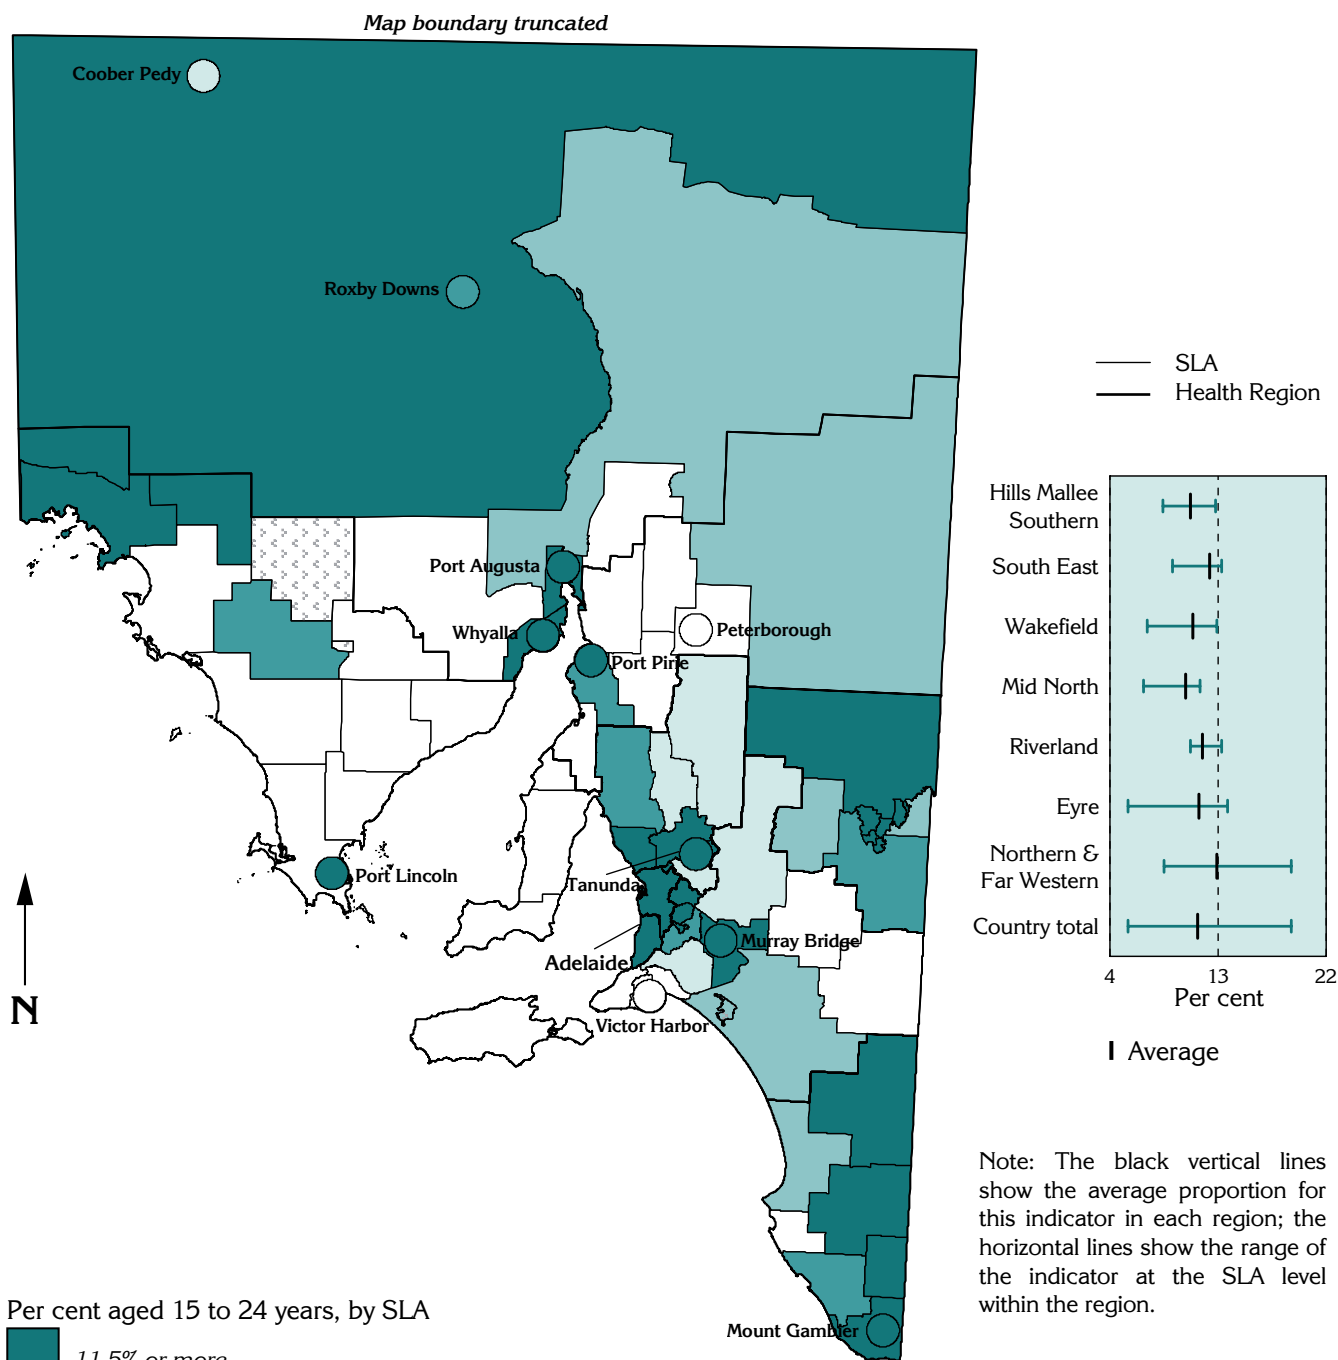 Map boundary truncated
Coober Pedy
Roxby Downs
SLA
Health Region
Port Augusta
Whyalla
Peterborough
Port Pirie
Port Lincoln
Tanunda
Murray Bridge
Adelaide
Victor Harbor
Mount Gambier
N
Hills Mallee
Southern
South East
Wakefield
Mid North
Riverland
Eyre
Northern &
Far Western
Country total
4 13 22
Per cent
Average
Note: The black vertical lines
show the average proportion for
this indicator in each region; the
horizontal lines show the range of
the indicator at the SLA level
within the region.
Per cent aged 15 to 24 years, by SLA
11.5% or more